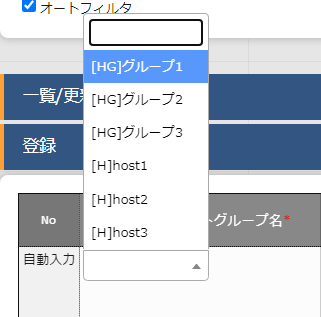 オートフィルタ
[HG]グループ1
[HG]グループ2
[HG]グループ3
[H]host1
[H]host2
[H]host3
一覧/更
登録
No
トグループ名*
自動入力